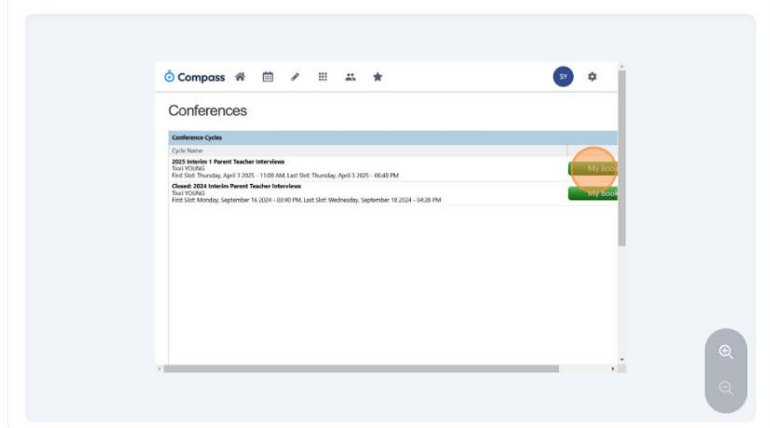 Compass
SY
Conferences
Conference Cycles
Cycle Name
2025 Interim 1 Parent Teacher Interviews
Tiori YOUNG
First Slot: Thursday, April 3 2025 - 11:09 AM, Last Slot: Thursday, April 3 2025 - 06:48 PM
My Book
Closed: 2024 Interim Parent Teacher Interviews
Tiori YOUNG
First Slot: Monday, September 16 2024 - 03:40 PM, Last Slot: Wednesday, September 18 2024 - 04:28 PM
My Book